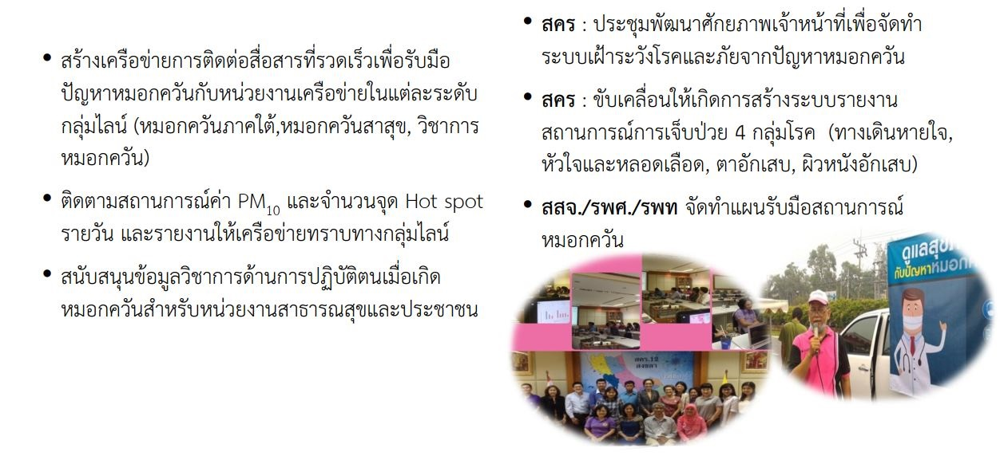 • สร้างเครือข่ายการติดต่อสื่อสารที่รวดเร็วเพื่อรับมือ
ปัญหาหมอกควันกับหน่วยงานเครือข่ายในแต่ละระดับ
กลุ่มไลน์ (หมอกควันภาคใต้,หมอกควันสาสุข, วิชาการ
หมอกควัน)
• ติดตามสถานการณ์ค่า PM10 และจำนวนจุด Hot spot
รายวัน และรายงานให้เครือข่ายทราบทางกลุ่มไลน์
• สนับสนุนข้อมูลวิชาการด้านการปฏิบัติตนเมื่อเกิด
หมอกควันสำหรับหน่วยงานสาธารณสุขและประชาชน
• สคร : ประชุมพัฒนาศักยภาพเจ้าหน้าที่เพื่อจัดทำ
ระบบเฝ้าระวังโรคและภัยจากปัญหาหมอกควัน
• สคร : ขับเคลื่อนให้เกิดการสร้างระบบรายงาน
สถานการณ์การเจ็บป่วย 4 กลุ่มโรค (ทางเดินหายใจ,
หัวใจและหลอดเลือด, ตาอักเสบ, ผิวหนังอักเสบ)
• สสจ./รพศ./รพท จัดทำแผนรับมือสถานการณ์
หมอกควัน
สคร.12
สงขลา
ดูแลสุข
กับปัญหาหมอก